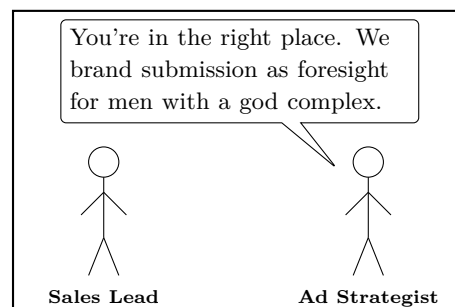 You're in the right place. We
brand submission as foresight
for men with a god complex.
Sales Lead
Ad Strategist